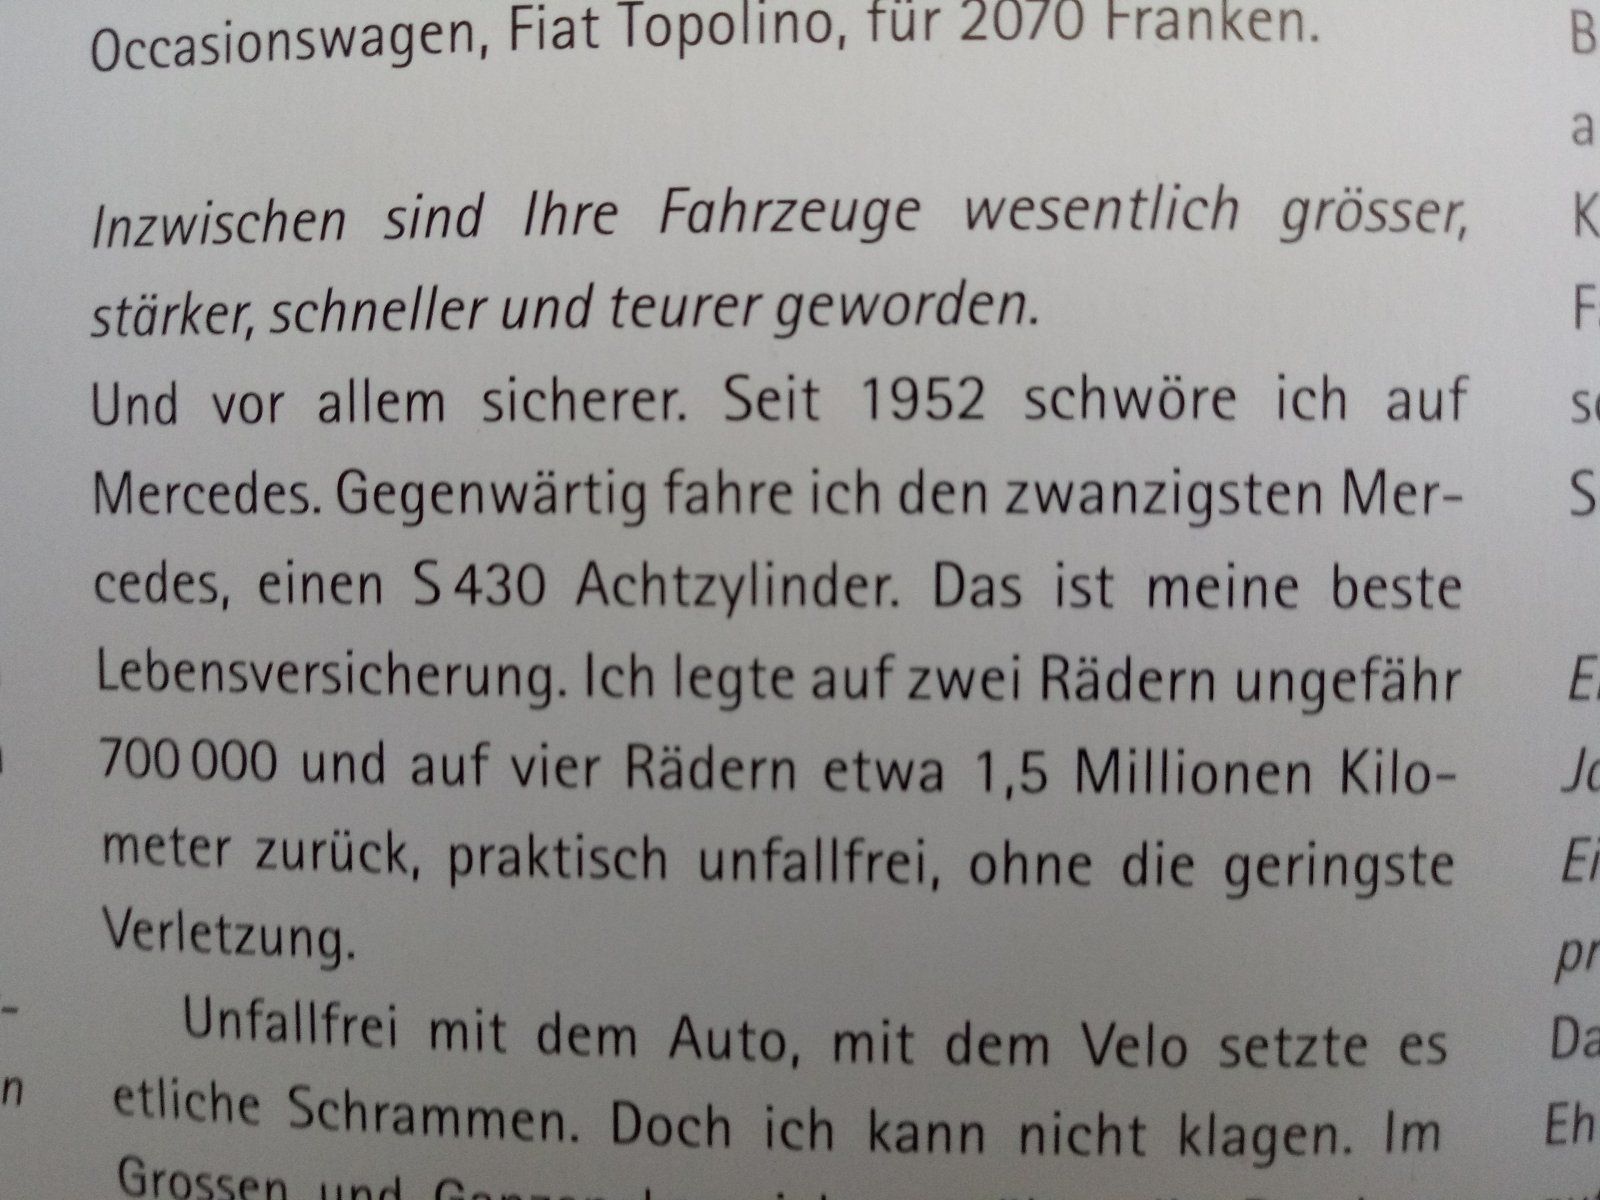 Occasionswagen, Fiat Topolino, für 2070 Franken.
Inzwischen sind Ihre Fahrzeuge wesentlich grösser,
stärker, schneller und teurer geworden.
Und vor allem sicherer. Seit 1952 schwöre ich auf
Mercedes. Gegenwärtig fahre ich den zwanzigsten Mer-
cedes, einen S 430 Achtzylinder. Das ist meine beste
Lebensversicherung. Ich legte auf zwei Rädern ungefähr
700 000 und auf vier Rädern etwa 1,5 Millionen Kilo-
meter zurück, praktisch unfallfrei, ohne die geringste
Verletzung.
Unfallfrei mit dem Auto, mit dem Velo setzte es
etliche Schrammen. Doch ich kann nicht klagen. Im
Grossen und